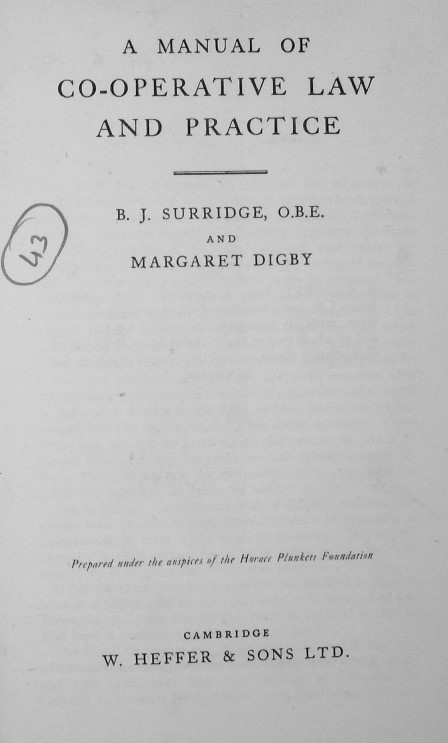 A MANUAL OF
CO-OPERATIVE LAW
AND PRACTICE
B. J. SURRIDGE, O.B.E.
AND
MARGARET DIGBY
43
Prepared under the auspices of the Horace Plunkett Foundation
CAMBRIDGE
W. HEFFER & SONS LTD.